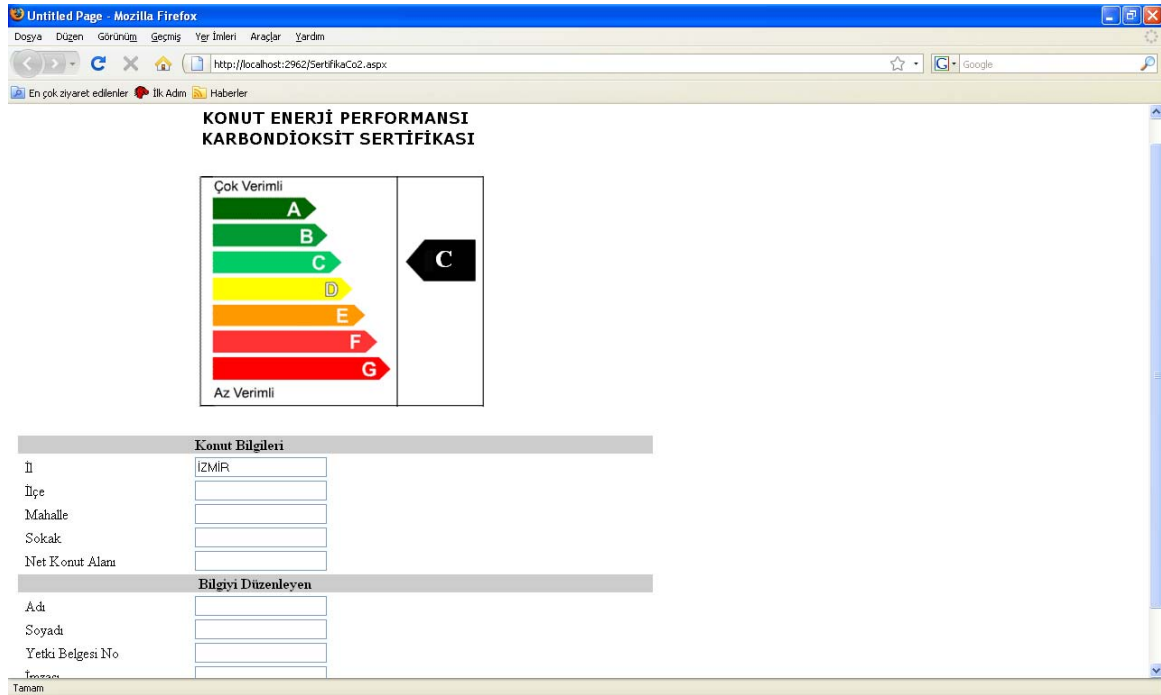 Untitled Page - Mozilla Firefox
Dosya Düzen Görünüm Geçmiş Yer İmleri Araçlar Yardım
http://localhost:2962/SertifikaCo2.aspx
G Google
En çok ziyaret edilenler İlk Adım Haberler
KONUT ENERJİ PERFORMANSI
KARBONDİOKSİT SERTİFİKASI
Çok Verimli
A
B
C
C
D
E
F
G
Az Verimli
Konut Bilgileri
İl İZMİR
İlçe
Mahalle
Sokak
Net Konut Alanı
Bilgiyi Düzenleyen
Adı
Soyadı
Yetki Belgesi No
İmzası
Tamam